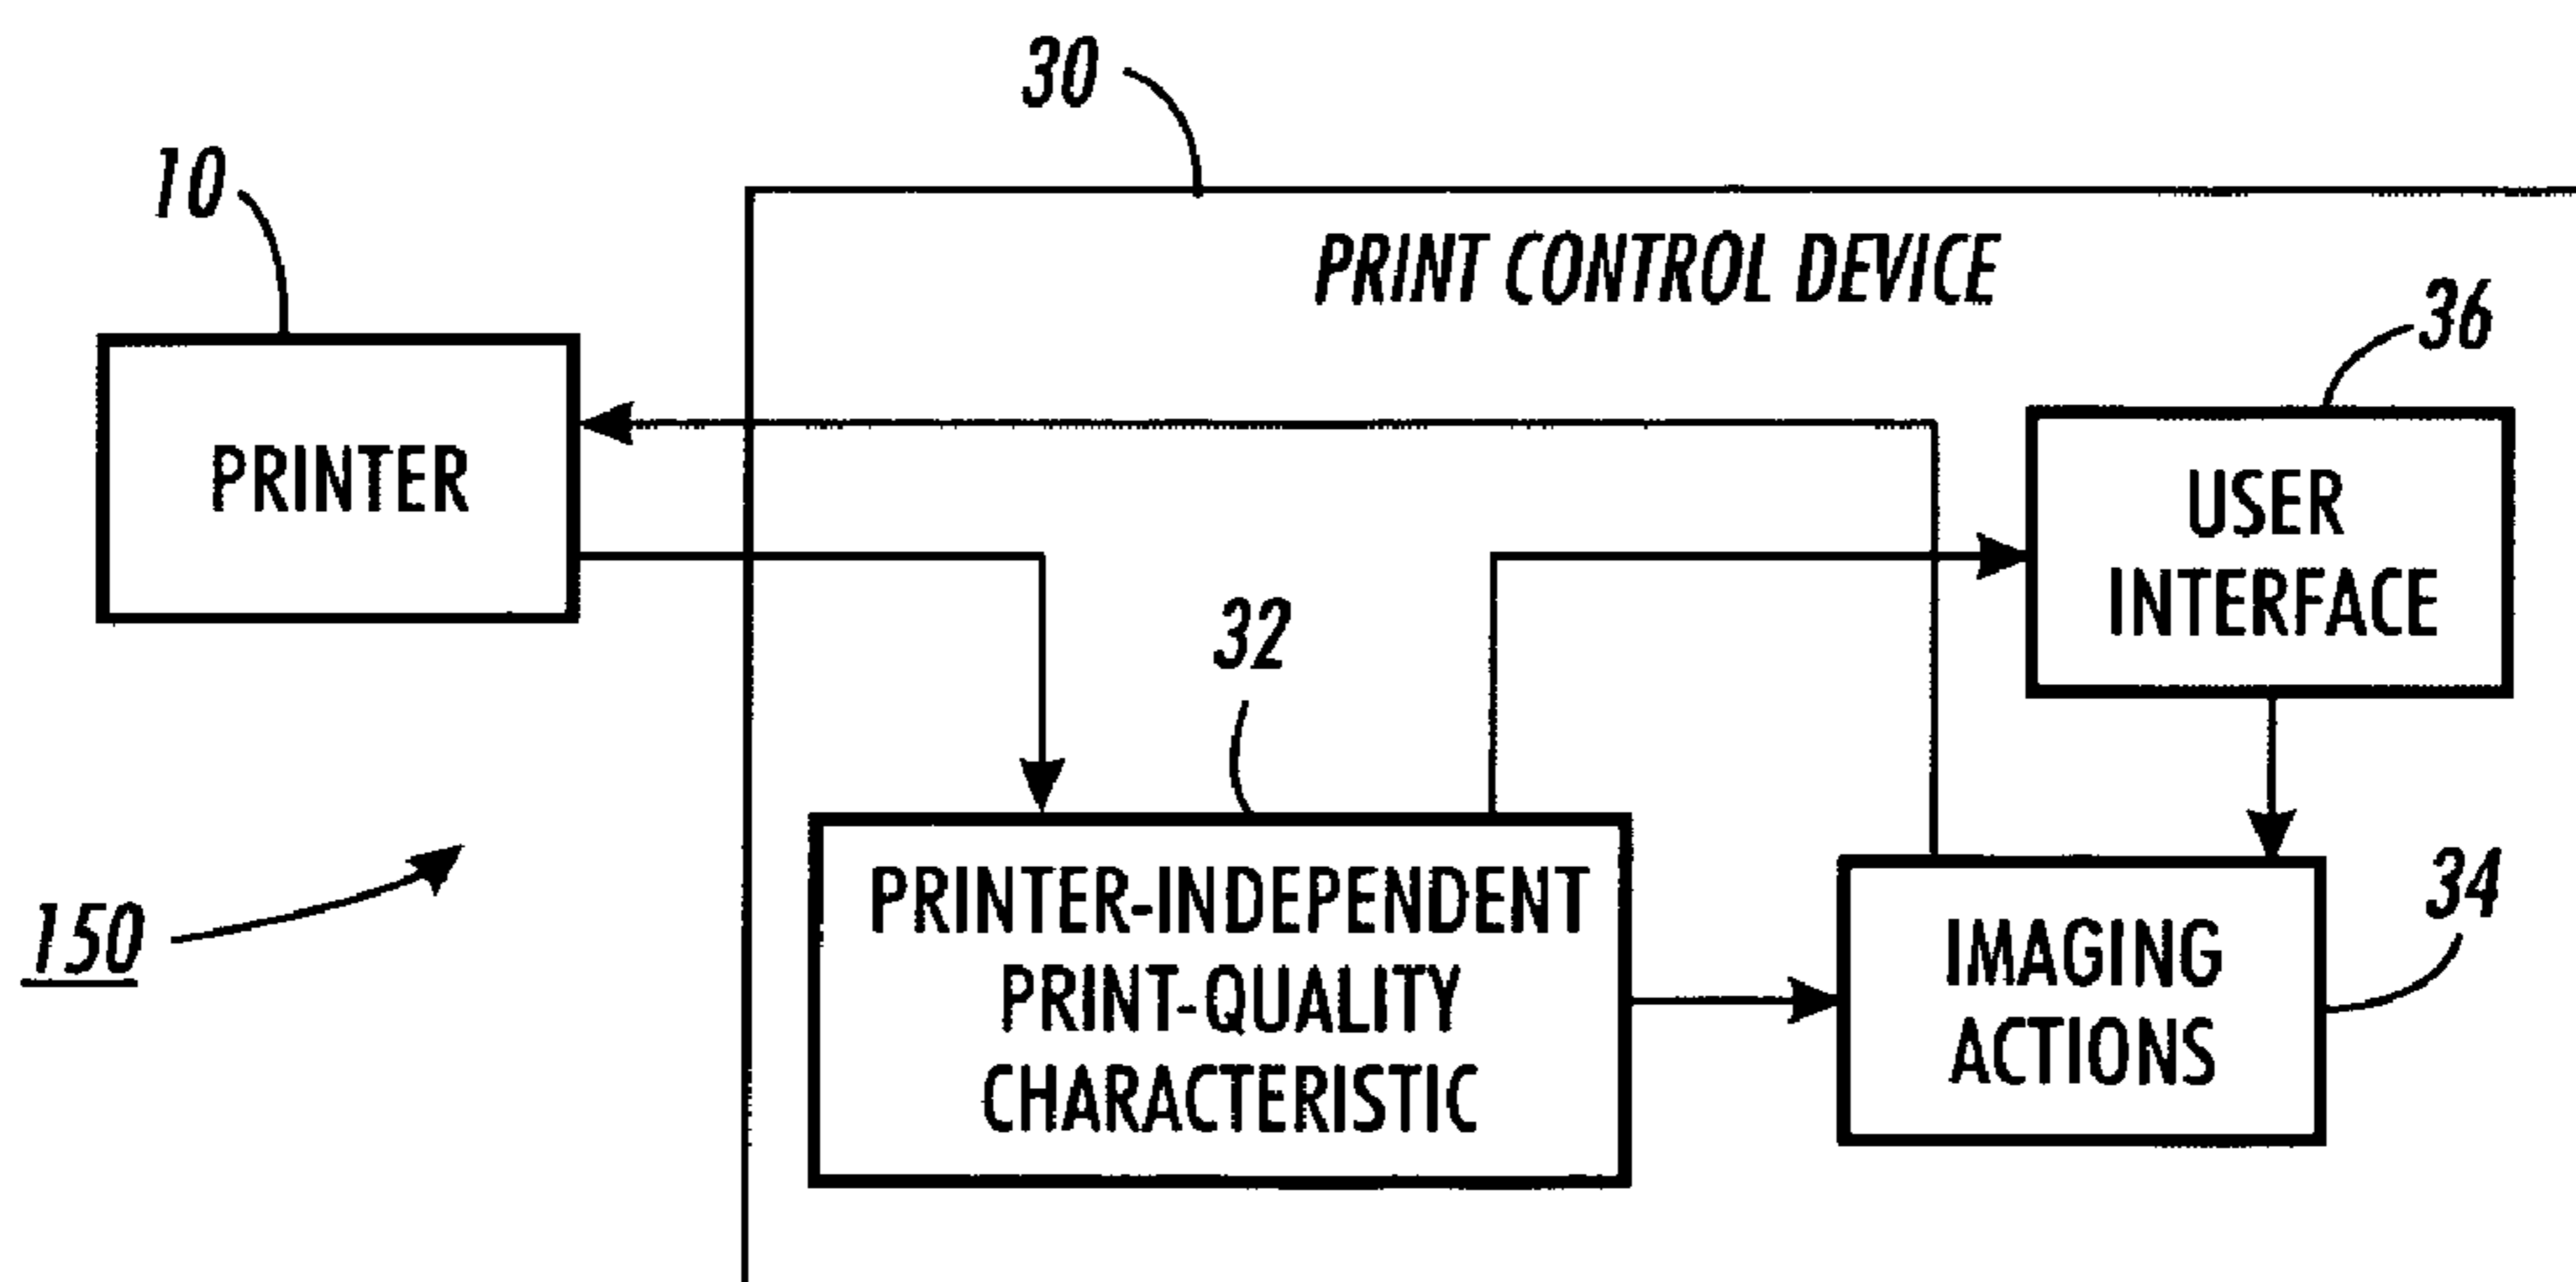 30
10
PRINT CONTROL DEVICE
36
PRINTER
USER
INTERFACE
32
PRINTER-INDEPENDENT
PRINT-QUALITY
CHARACTERISTIC
34
IMAGING
ACTIONS
150